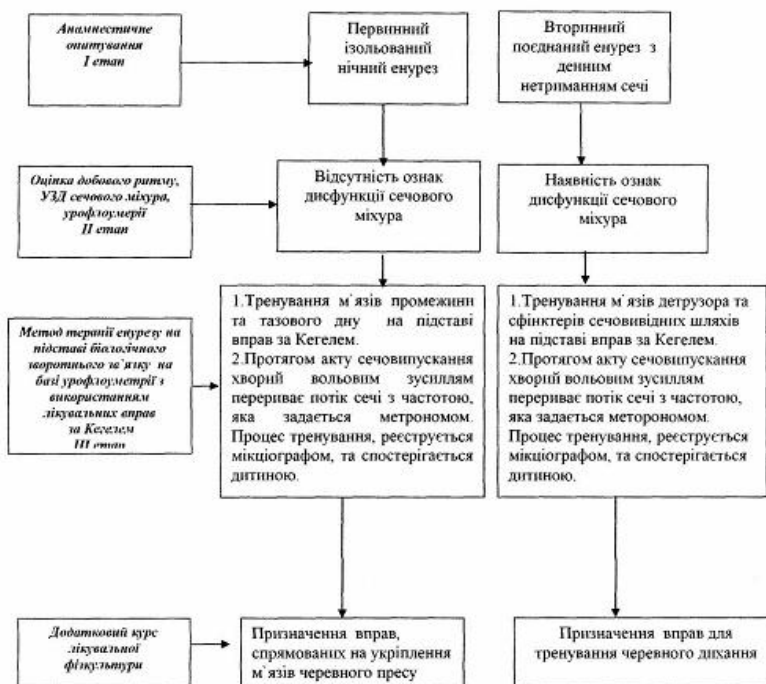 Анамнестичне
опитування
I етап
Первинний
ізольований
нічний енурез
Вторинний
поєднаний енурез з
денним
нетриманням сечі
Оцінка добового ритму,
УЗД сечового міхура,
урофлоумерії
II етап
Відсутність ознак
дисфункції сечового
міхура
Наявність ознак
дисфункції сечового
міхура
Метод терапії енурезу на
підставі біологічного
зворотнього зв`язку на
базі урофлоуметрії з
використанням
лікувальних вправ
за Кегелем
III етап
1.Тренування м`язів промежини
та тазового дну на підставі
вправ за Кегелем.
2.Протягом акту сечовипускання
хворий вольовим зусиллям
перериває потік сечі з частотою,
яка задається метрономом.
Процес тренування, реєструється
мікціографом, та спостерігається
дитиною.
1.Тренування м`язів детрузора та
сфінктерів сечовивідних шляхів
на підставі вправ за Кегелем.
2.Протягом акту сечовипускання
хворий вольовим зусиллям
перериває потік сечі з частотою,
яка задається меторономом.
Процес тренування, реєструється
мікціографом, та спостерігається
дитиною.
Додатковий курс
лікувальної
фізкультури
Призначення вправ,
спрямованих на укріплення
м`язів черевного пресу
Призначення вправ для
тренування черевного дихання